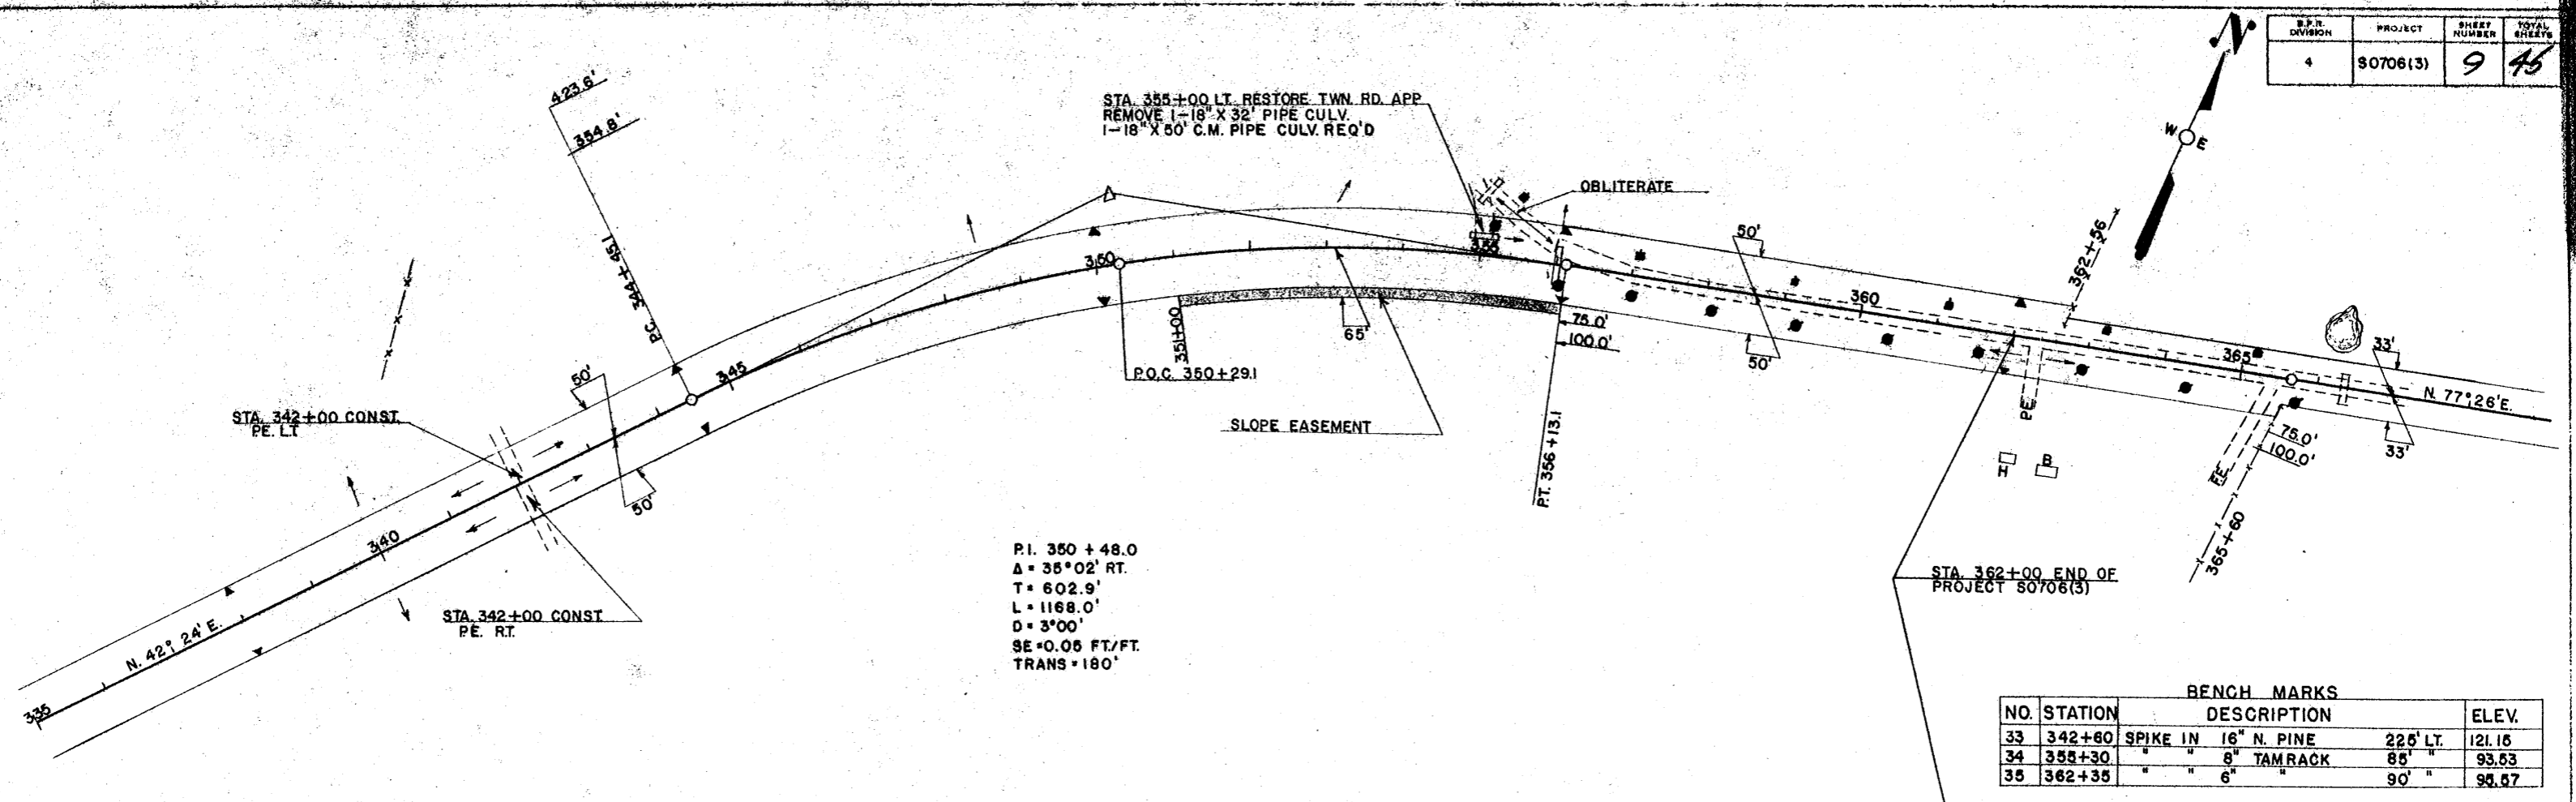 B.P.R. DIVISION PROJECT SHEET NUMBER TOTAL SHEETS
4 S0706(3) 9 45
N
W E
423.6'
354.8'
P.C. 344+45.1
STA. 355+00 LT. RESTORE TWN. RD. APP.
REMOVE 1-18" X 32' PIPE CULV.
1-18" X 50' C.M. PIPE CULV. REQ'D
OBLITERATE
50'
362+56
350
355
360
365
33'
N. 77° 26' E.
345
50'
351+00
65'
75.0'
100.0'
50'
P.O.C. 350+29.1
STA. 342+00 CONST.
P.E. LT.
SLOPE EASEMENT
P.T. 356+13.1
P.E.
H B
F.E.
75.0'
100.0'
33'
50'
340
365+60
P.I. 350 + 48.0
Δ = 35°02' RT.
T = 602.9'
L = 1168.0'
D = 3°00'
SE = 0.06 FT./FT.
TRANS = 180'
STA. 362+00 END OF
PROJECT S0706(3)
STA. 342+00 CONST.
P.E. RT.
N. 42° 24' E.
335
BENCH MARKS
NO. STATION DESCRIPTION ELEV.
33 342+60 SPIKE IN 16" N. PINE 225' LT. 121.15
34 355+30 " " 8" TAMRACK 85' " 93.53
35 362+35 " " 6" " 90' " 95.57